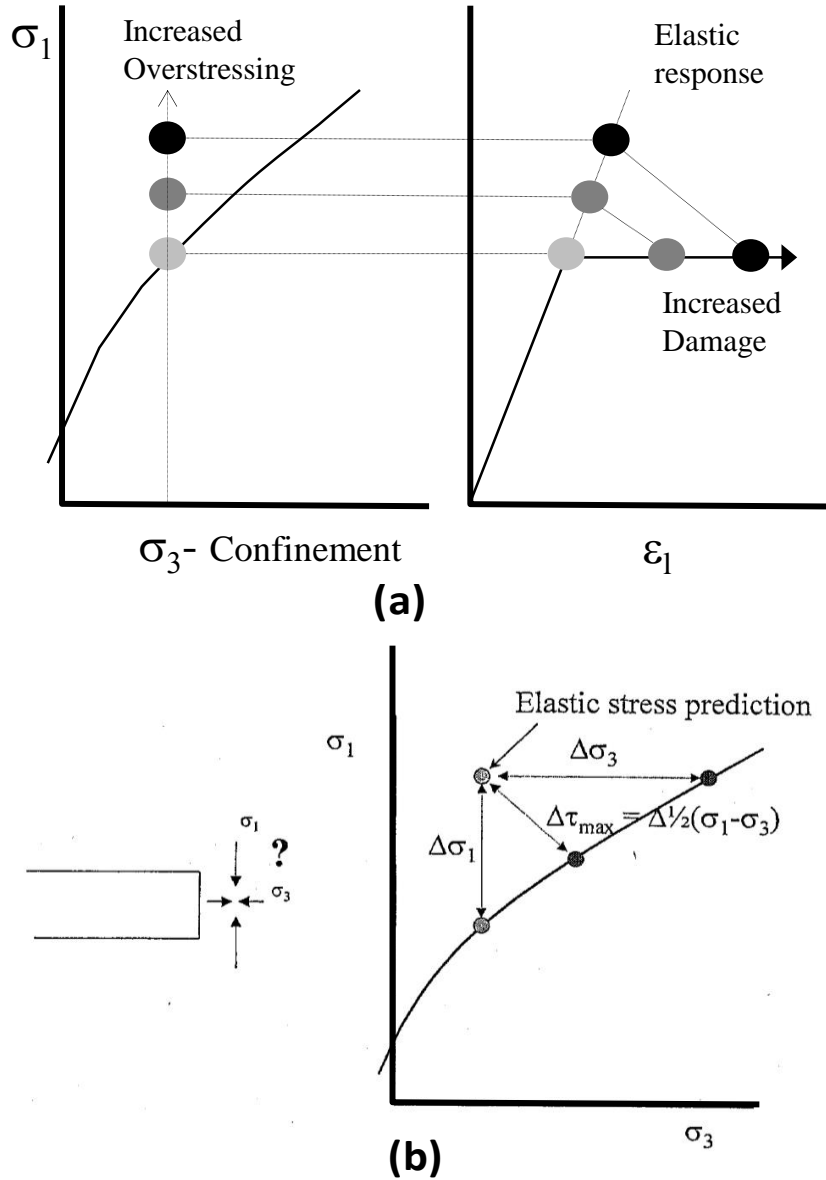 σ1
Increased
Overstressing
Elastic
response
Increased
Damage
σ3- Confinement
εl
(a)
Elastic stress prediction
σ1
Δσ3
Δτmax = Δ½(σ1-σ3)
Δσ1
σ1
?
σ3
σ3
(b)